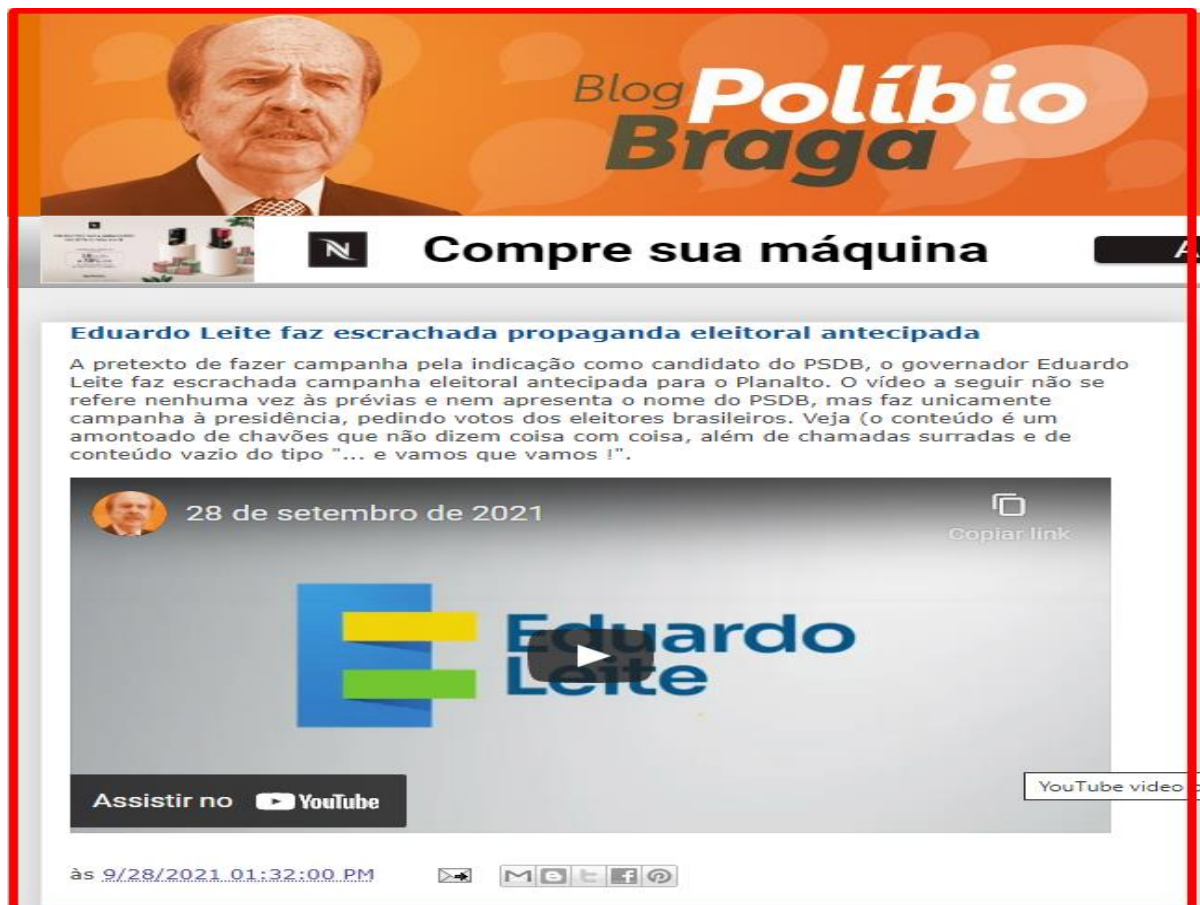 Blog Políbio
Braga
N Compre sua máquina
Eduardo Leite faz escrachada propaganda eleitoral antecipada
A pretexto de fazer campanha pela indicação como candidato do PSDB, o governador Eduardo
Leite faz escrachada campanha eleitoral antecipada para o Planalto. O vídeo a seguir não se
refere nenhuma vez às prévias e nem apresenta o nome do PSDB, mas faz unicamente
campanha à presidência, pedindo votos dos eleitores brasileiros. Veja (o conteúdo é um
amontoado de chavões que não dizem coisa com coisa, além de chamadas surradas e de
conteúdo vazio do tipo "... e vamos que vamos !".
28 de setembro de 2021
Copiar link
Eduardo
Leite
Assistir no YouTube
YouTube video
às 9/28/2021 01:32:00 PM